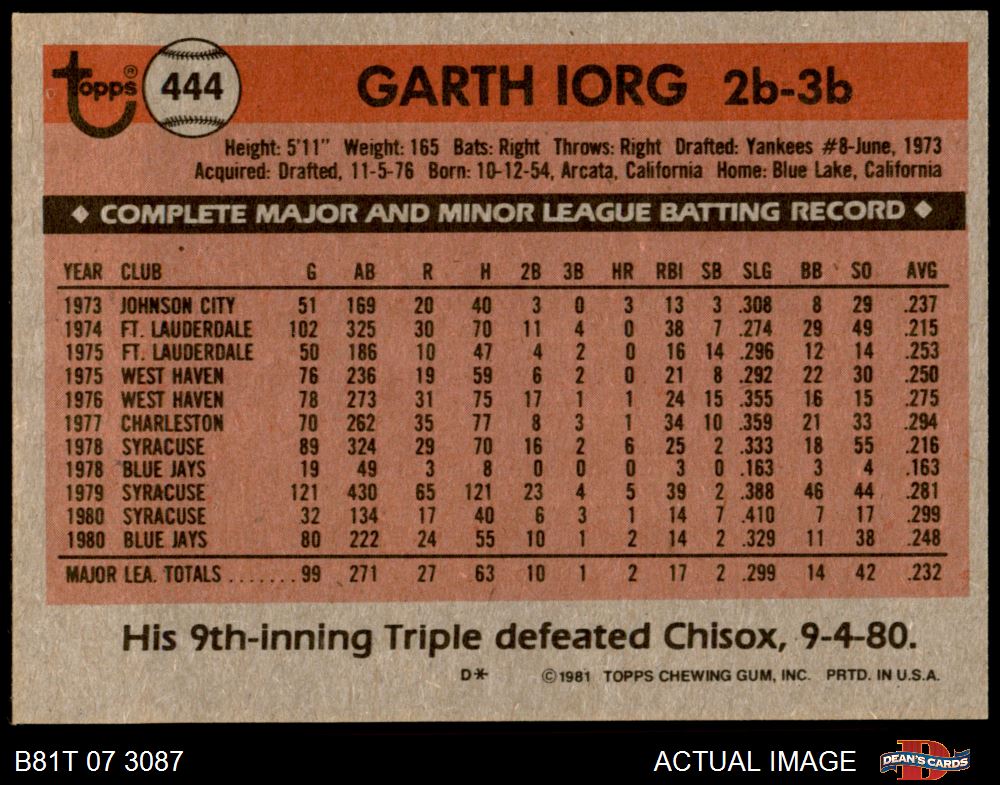 topps® 444 GARTH IORG 2b-3b
Height: 5'11" Weight: 165 Bats: Right Throws: Right Drafted: Yankees #8-June, 1973
Acquired: Drafted, 11-5-76 Born: 10-12-54, Arcata, California Home: Blue Lake, California
◆ COMPLETE MAJOR AND MINOR LEAGUE BATTING RECORD ◆
YEAR CLUB G AB R H 2B 3B HR RBI SB SLG BB SO AVG
1973 JOHNSON CITY 51 169 20 40 3 0 3 13 3 .308 8 29 .237
1974 FT. LAUDERDALE 102 325 30 70 11 4 0 38 7 .274 29 49 .215
1975 FT. LAUDERDALE 50 186 10 47 4 2 0 16 14 .296 12 14 .253
1975 WEST HAVEN 76 236 19 59 6 2 0 21 8 .292 22 30 .250
1976 WEST HAVEN 78 273 31 75 17 1 1 24 15 .355 16 15 .275
1977 CHARLESTON 70 262 35 77 8 3 1 34 10 .359 21 33 .294
1978 SYRACUSE 89 324 29 70 16 2 6 25 2 .333 18 55 .216
1978 BLUE JAYS 19 49 3 8 0 0 0 3 0 .163 3 4 .163
1979 SYRACUSE 121 430 65 121 23 4 5 39 2 .388 46 44 .281
1980 SYRACUSE 32 134 17 40 6 3 1 14 7 .410 7 17 .299
1980 BLUE JAYS 80 222 24 55 10 1 2 14 2 .329 11 38 .248
MAJOR LEA. TOTALS ....... 99 271 27 63 10 1 2 17 2 .299 14 42 .232
His 9th-inning Triple defeated Chisox, 9-4-80.
D* © 1981 TOPPS CHEWING GUM, INC. PRTD. IN U.S.A.
B81T 07 3087 ACTUAL IMAGE D DEAN'S CARDS